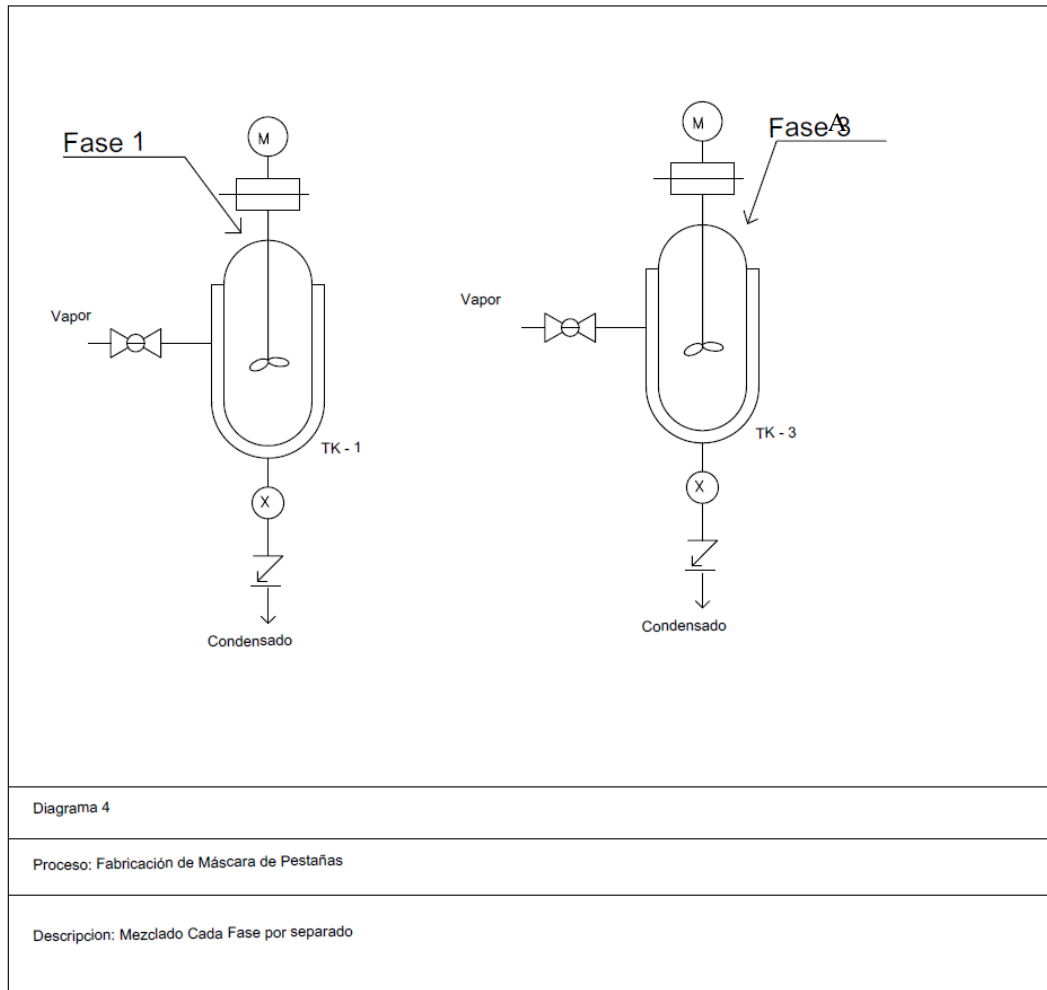 M
M
Fase 1
Fase
Vapor
Vapor
TK - 1
TK - 3
X
X
Condensado
Condensado
Diagrama 4
Proceso: Fabricación de Máscara de Pestañas
Descripcion: Mezclado Cada Fase por separado